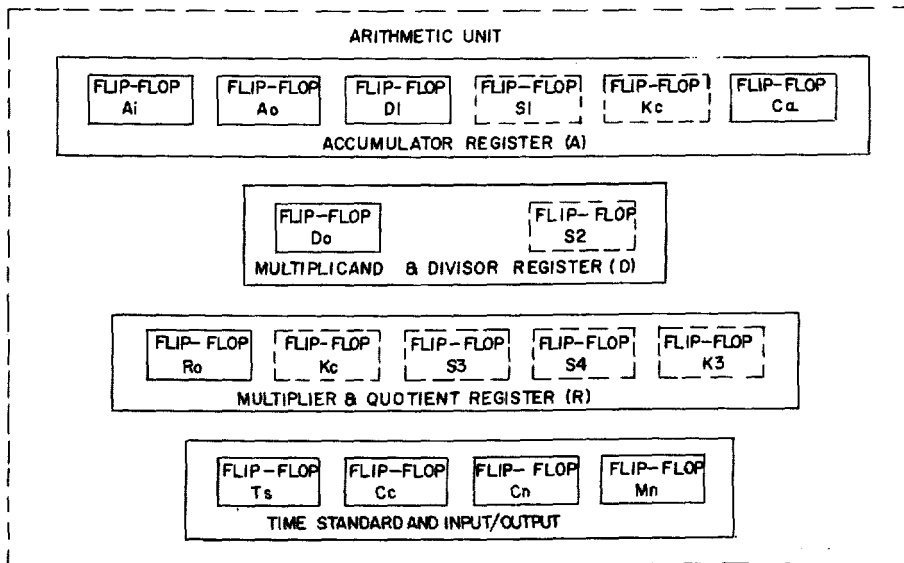 ARITHMETIC UNIT
FLIP-FLOP FLIP-FLOP FLIP-FLOP FLIP-FLOP FLIP-FLOP FLIP-FLOP
Ai Ao D1 S1 Kc Ca
ACCUMULATOR REGISTER (A)
FLIP-FLOP FLIP-FLOP
Do S2
MULTIPLICAND & DIVISOR REGISTER (D)
FLIP-FLOP FLIP-FLOP FLIP-FLOP FLIP-FLOP FLIP-FLOP
Ro Kc S3 S4 K3
MULTIPLIER & QUOTIENT REGISTER (R)
FLIP-FLOP FLIP-FLOP FLIP-FLOP FLIP-FLOP
Ts Cc Cn Mn
TIME STANDARD AND INPUT/OUTPUT